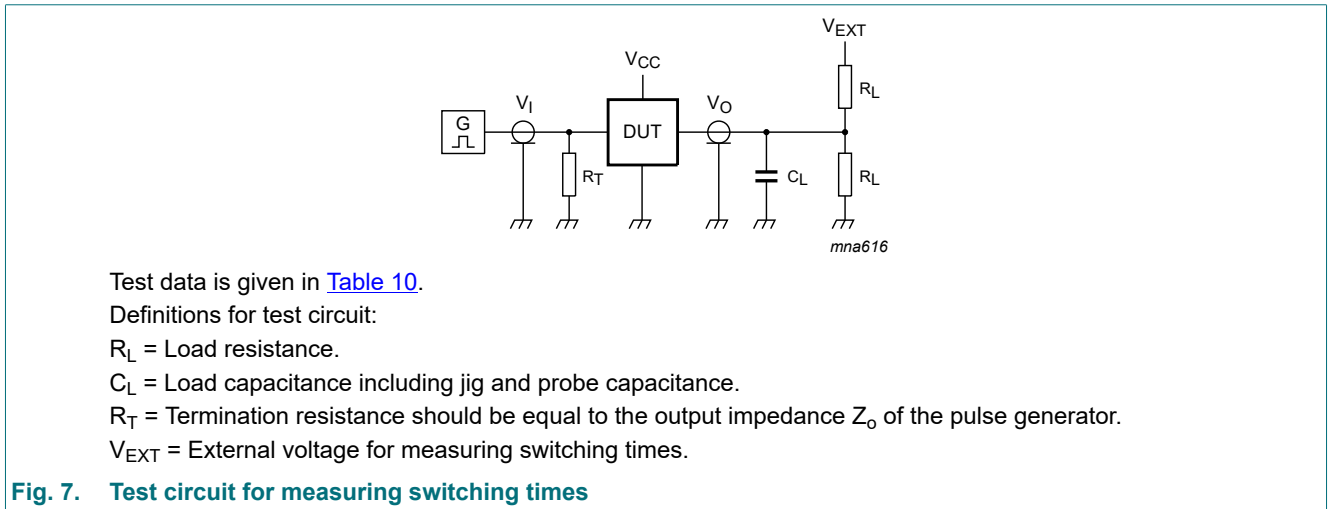 VEXT
VCC
RL
VI
VO
G
DUT
RT
CL
RL
mna616
Test data is given in Table 10.
Definitions for test circuit:
RL = Load resistance.
CL = Load capacitance including jig and probe capacitance.
RT = Termination resistance should be equal to the output impedance Zo of the pulse generator.
VEXT = External voltage for measuring switching times.
Fig. 7. Test circuit for measuring switching times